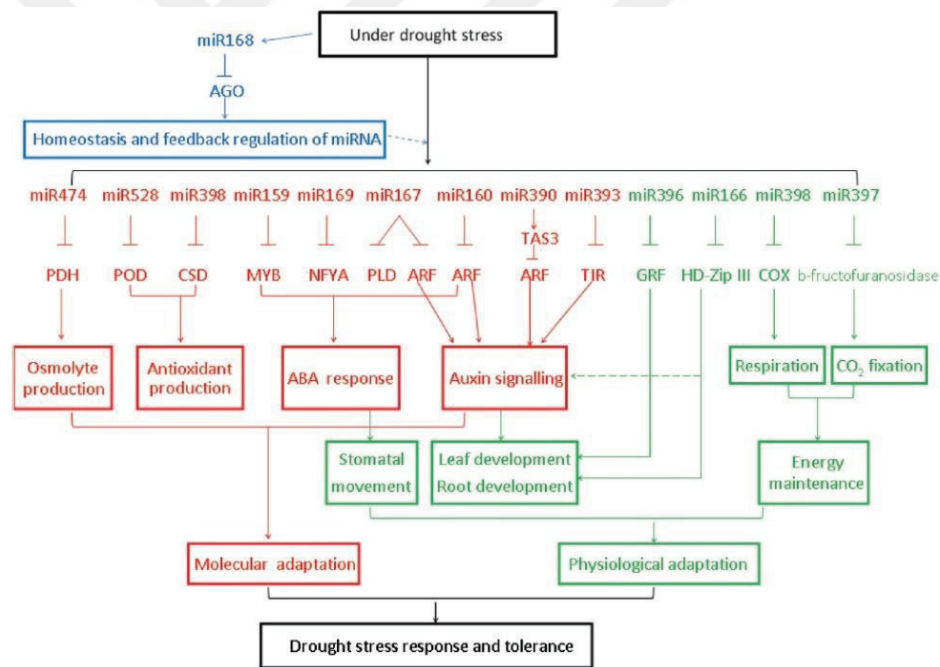 Under drought stress
miR168
AGO
Homeostasis and feedback regulation of miRNA
miR474 miR528 miR398 miR159 miR169 miR167 miR160 miR390 miR393 miR396 miR166 miR398 miR397
TAS3
PDH POD CSD MYB NFYA PLD ARF ARF ARF TJR GRF HD-Zip III COX b-fructofuranosidase
Osmolyte
production
Antioxidant
production
ABA response
Auxin signalling
Respiration
CO₂ fixation
Stomatal
movement
Leaf development
Root development
Energy
maintenance
Molecular adaptation
Physiological adaptation
Drought stress response and tolerance